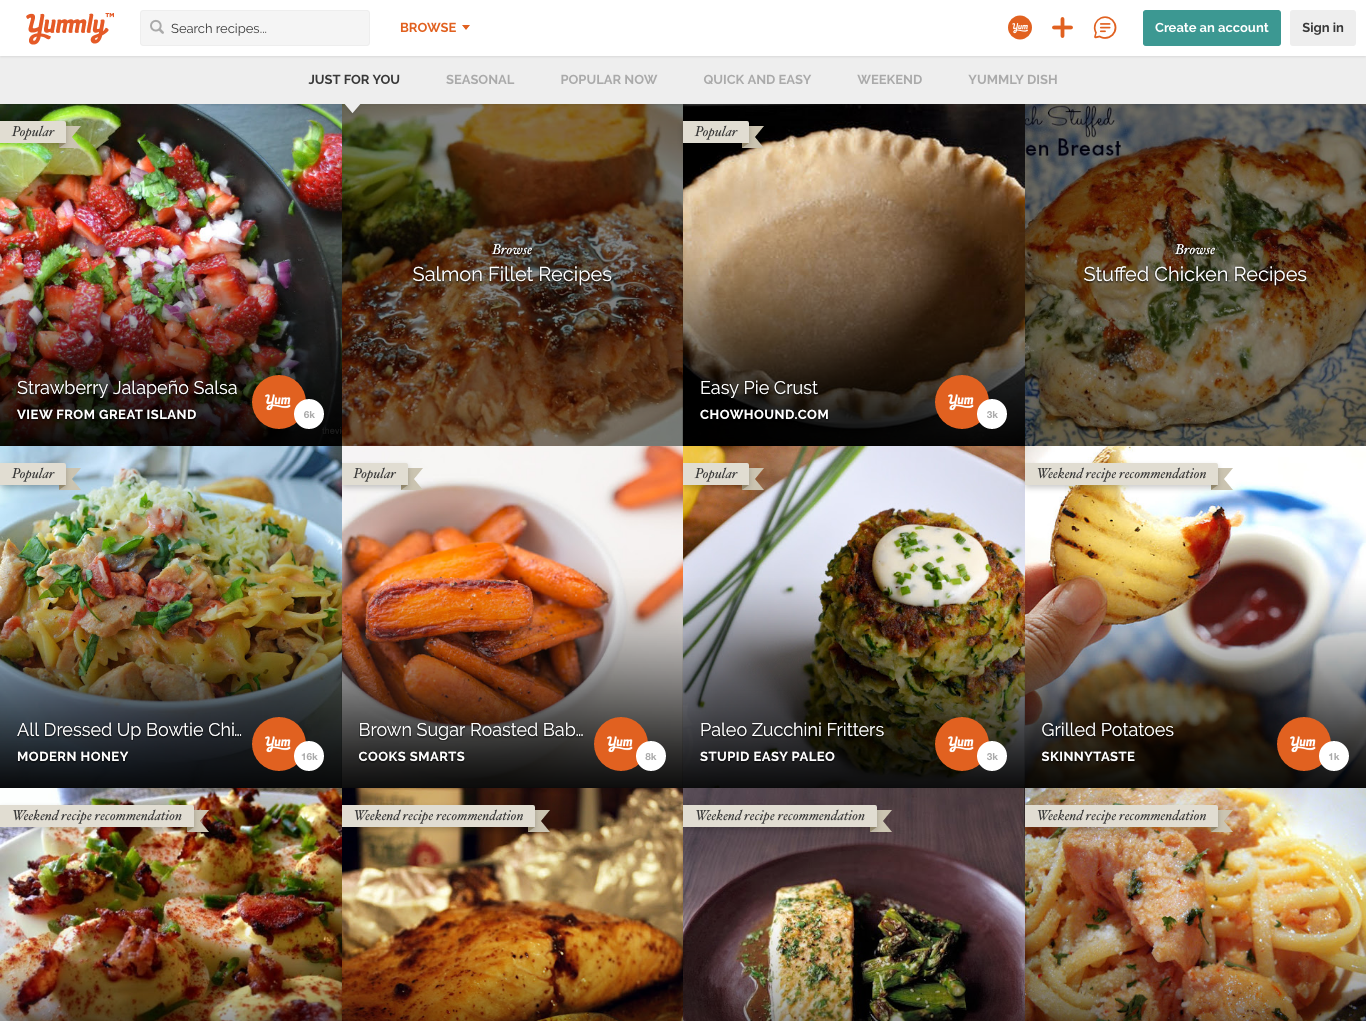 Yummly™
Search recipes...
BROWSE
Yum
Create an account
Sign in
JUST FOR YOU
SEASONAL
POPULAR NOW
QUICK AND EASY
WEEKEND
YUMMLY DISH
Popular
Strawberry Jalapeño Salsa
VIEW FROM GREAT ISLAND
Yum
6k
Browse
Salmon Fillet Recipes
Popular
Easy Pie Crust
CHOWHOUND.COM
Yum
3k
ch Stuffed
en Breast
Browse
Stuffed Chicken Recipes
Popular
All Dressed Up Bowtie Chi...
MODERN HONEY
Yum
16k
Popular
Brown Sugar Roasted Bab...
COOKS SMARTS
Yum
8k
Popular
Paleo Zucchini Fritters
STUPID EASY PALEO
Yum
3k
Weekend recipe recommendation
Grilled Potatoes
SKINNYTASTE
Yum
1k
Weekend recipe recommendation
Weekend recipe recommendation
Weekend recipe recommendation
Weekend recipe recommendation